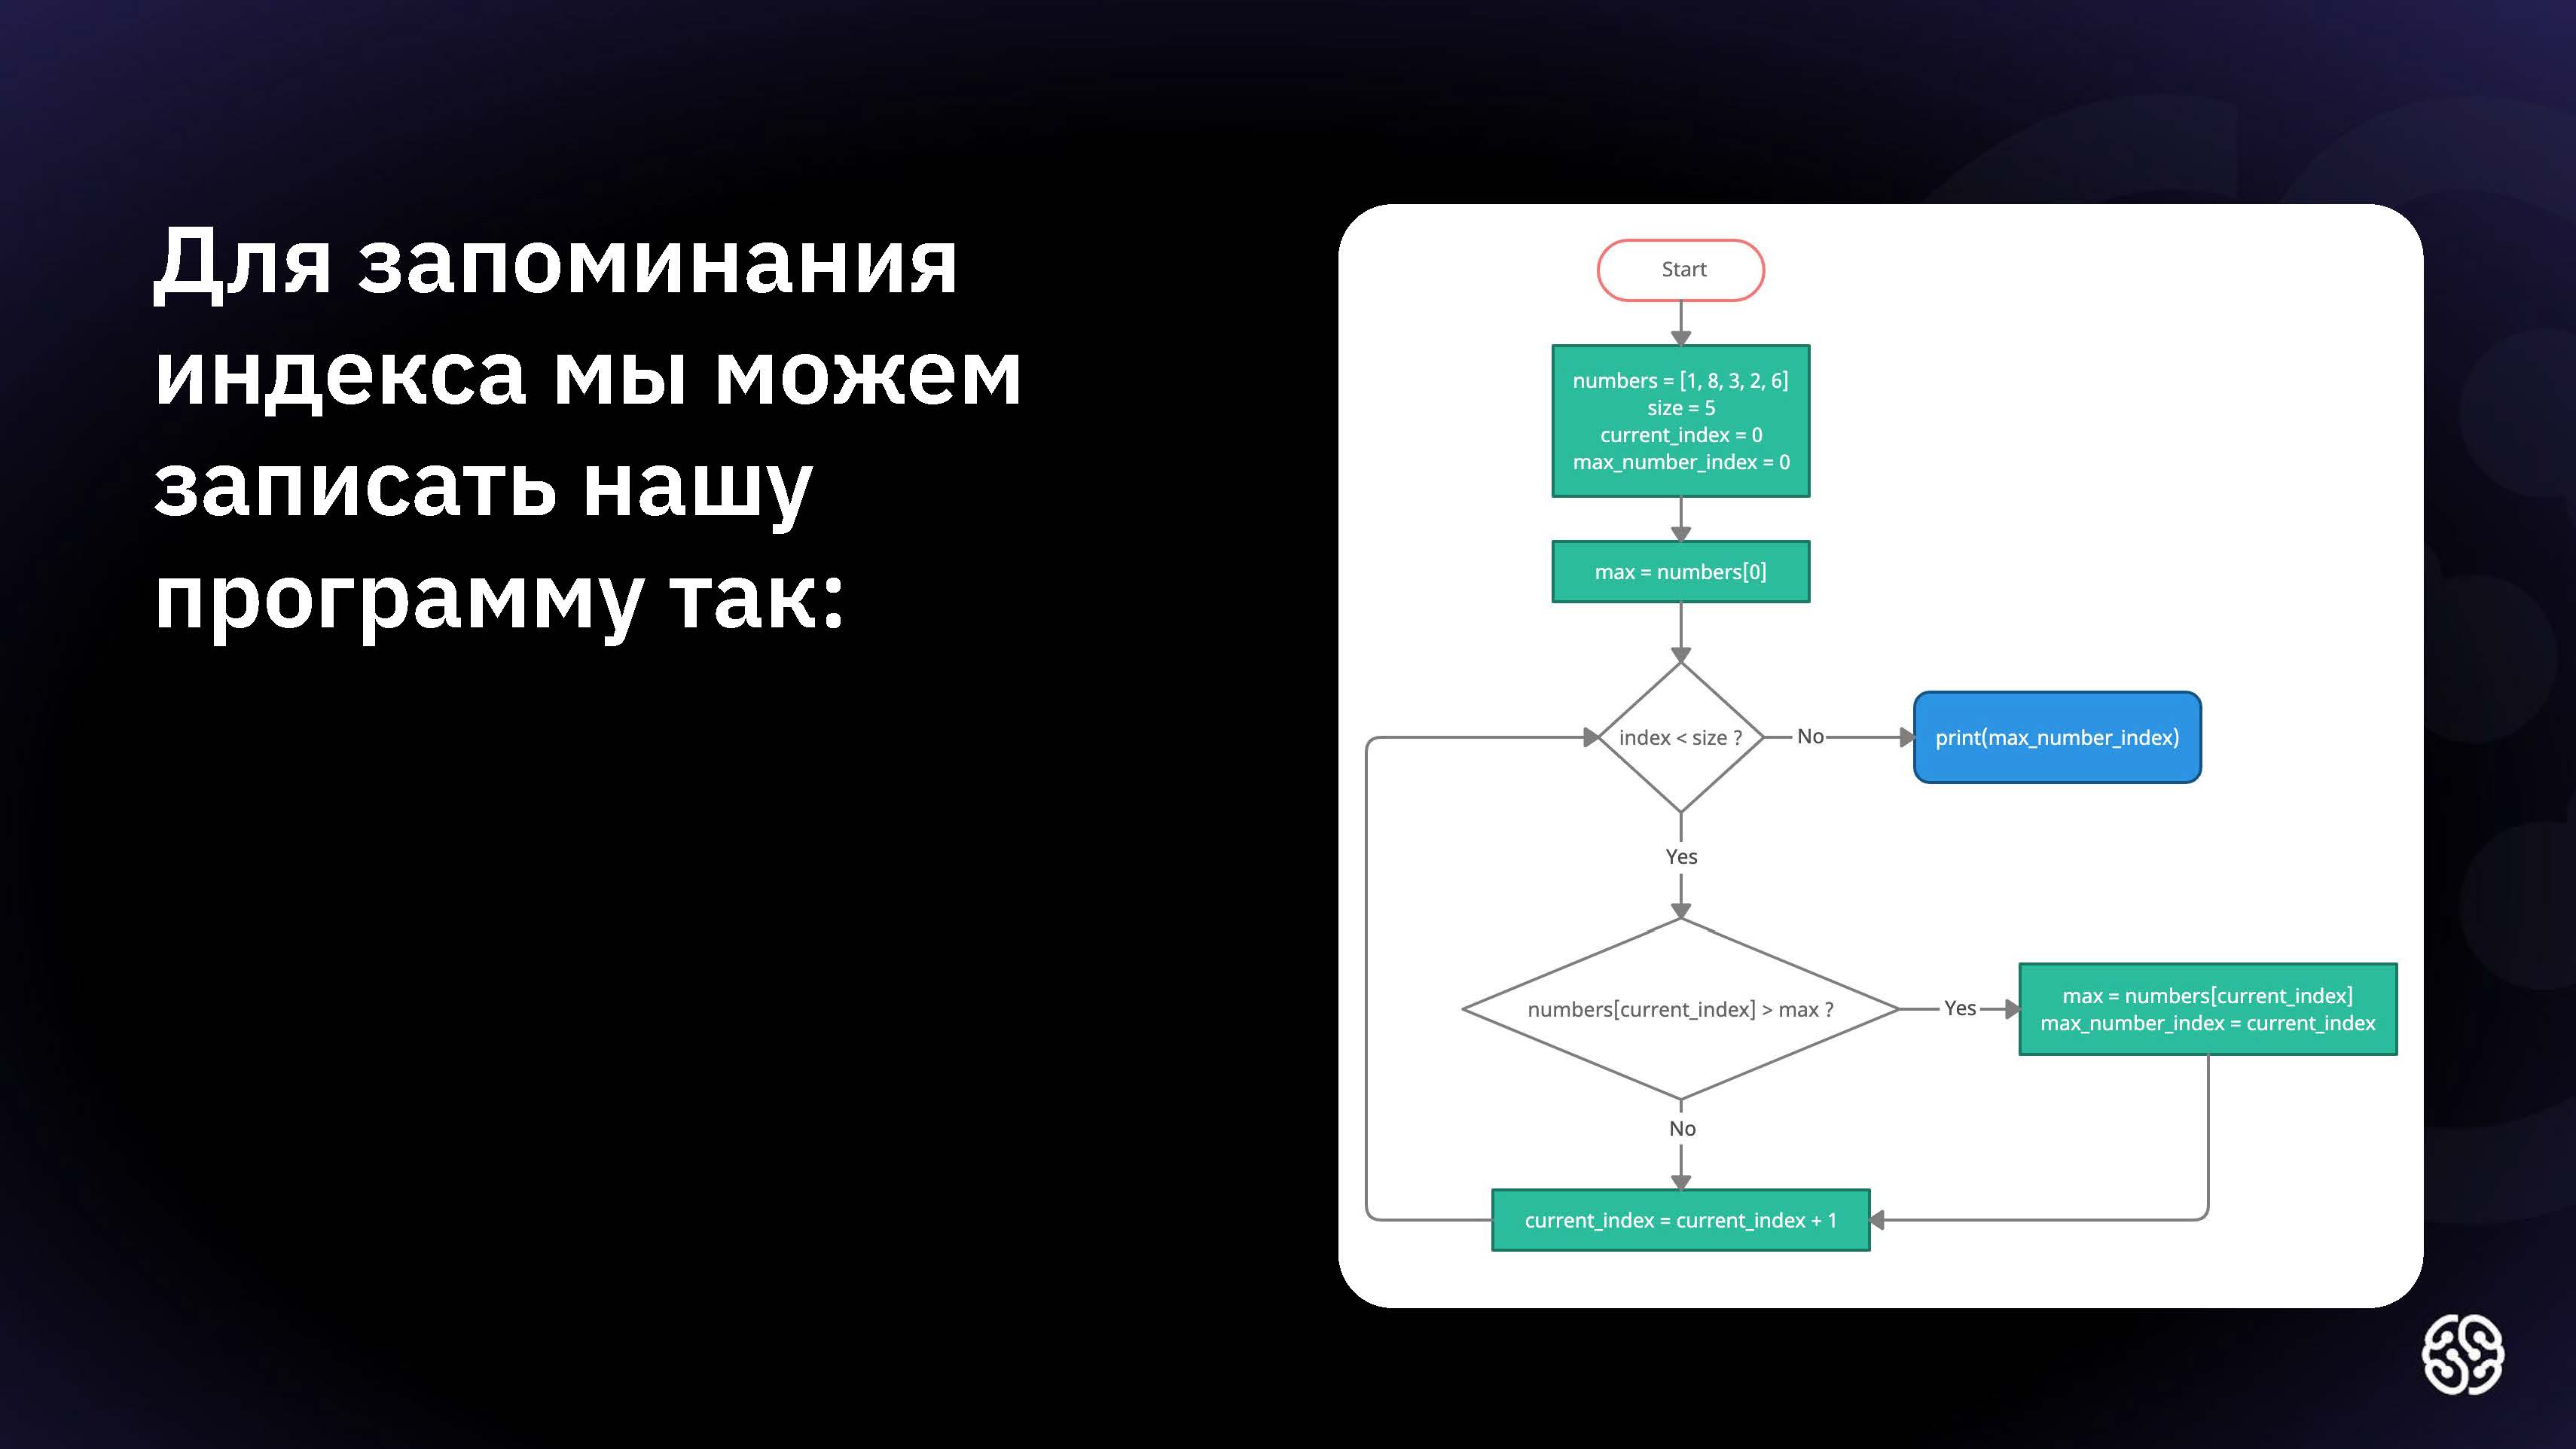 Для запоминания
индекса мы можем
записать нашу
программу так:
Start
numbers = [1, 8, 3, 2, 6]
size = 5
current_index = 0
max_number_index = 0
max = numbers[0]
index < size ?
No
print(max_number_index)
Yes
numbers[current_index] > max ?
Yes
max = numbers[current_index]
max_number_index = current_index
No
current_index = current_index + 1